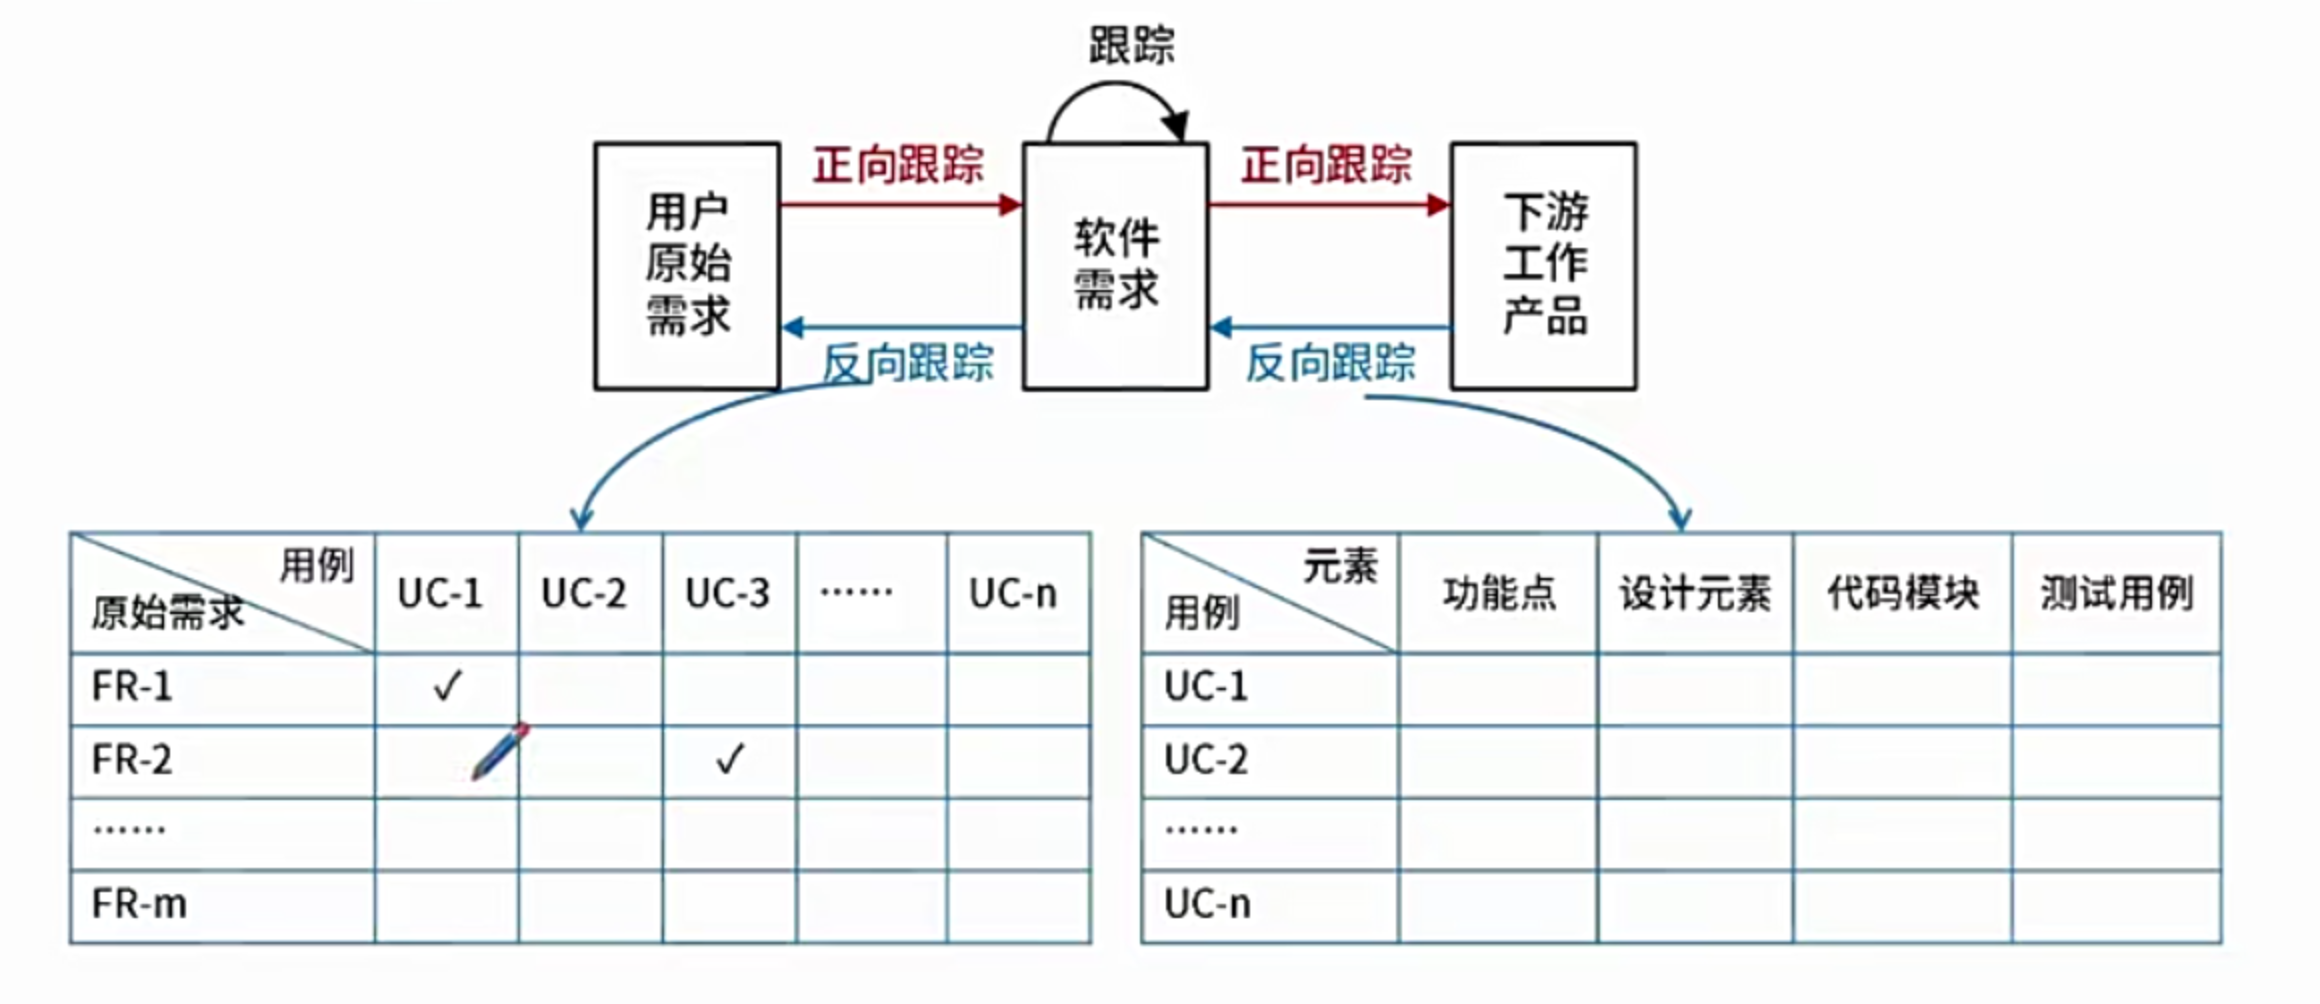 跟踪
正向跟踪
正向跟踪
用户
原始
需求
软件
需求
下游
工作
产品
反向跟踪
反向跟踪
用例
原始需求
UC-1
UC-2
UC-3
……
UC-n
FR-1
✓
FR-2
✓
……
FR-m
元素
用例
功能点
设计元素
代码模块
测试用例
UC-1
UC-2
……
UC-n